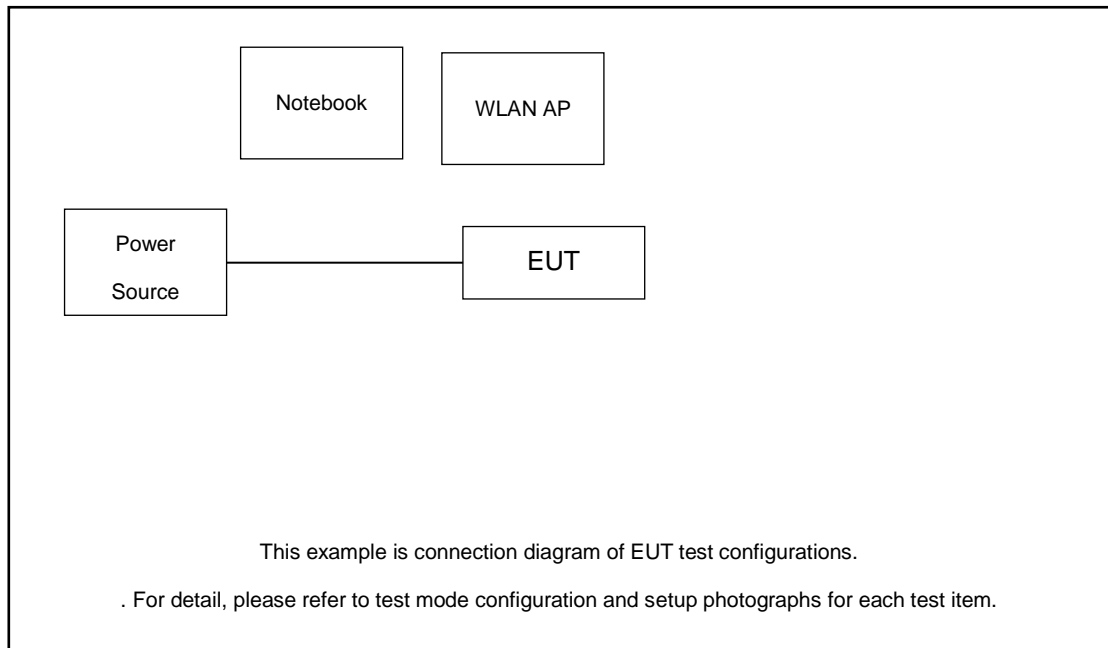 Notebook
WLAN AP
Power
Source
EUT
This example is connection diagram of EUT test configurations.
. For detail, please refer to test mode configuration and setup photographs for each test item.